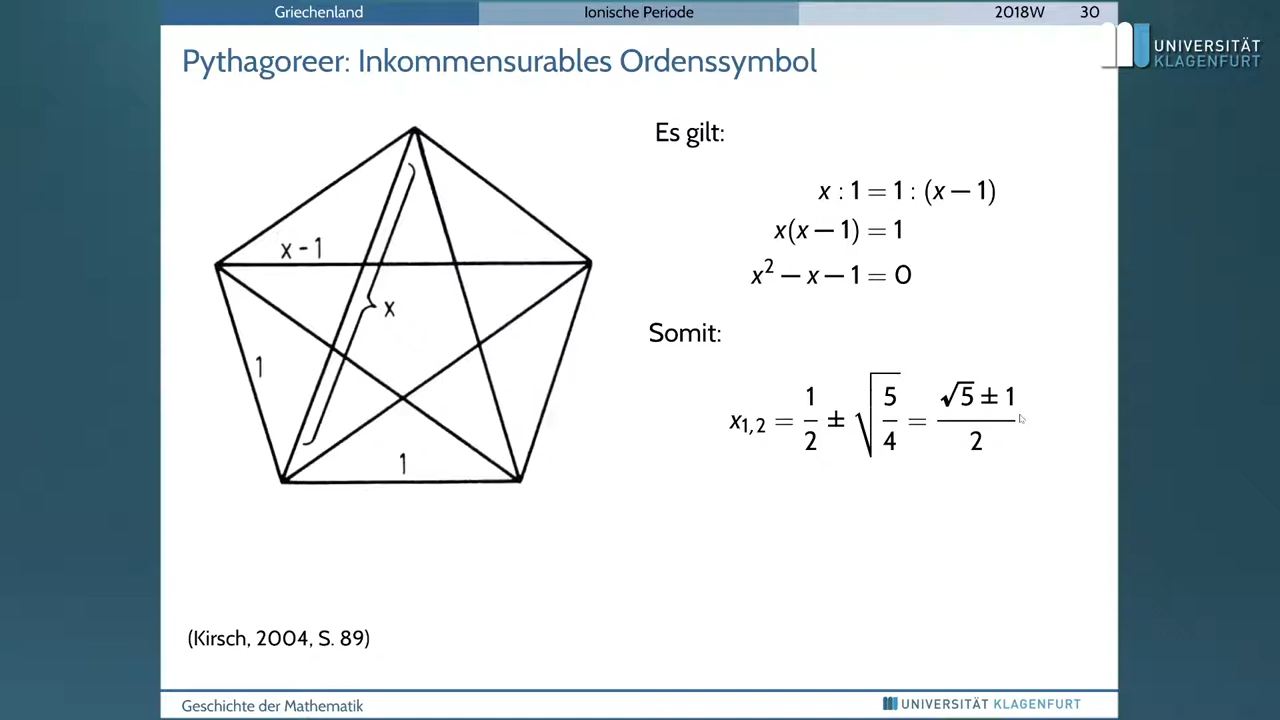 Griechenland Ionische Periode 2018W 30
UNIVERSITÄT
KLAGENFURT
Pythagoreer: Inkommensurables Ordenssymbol
x - 1
x
1
1
Es gilt:
x : 1 = 1 : (x − 1)
x(x − 1) = 1
x² − x − 1 = 0
Somit:
x₁,₂ = 1/2 ± √(5/4) = (√5 ± 1)/2
(Kirsch, 2004, S. 89)
Geschichte der Mathematik UNIVERSITÄT KLAGENFURT